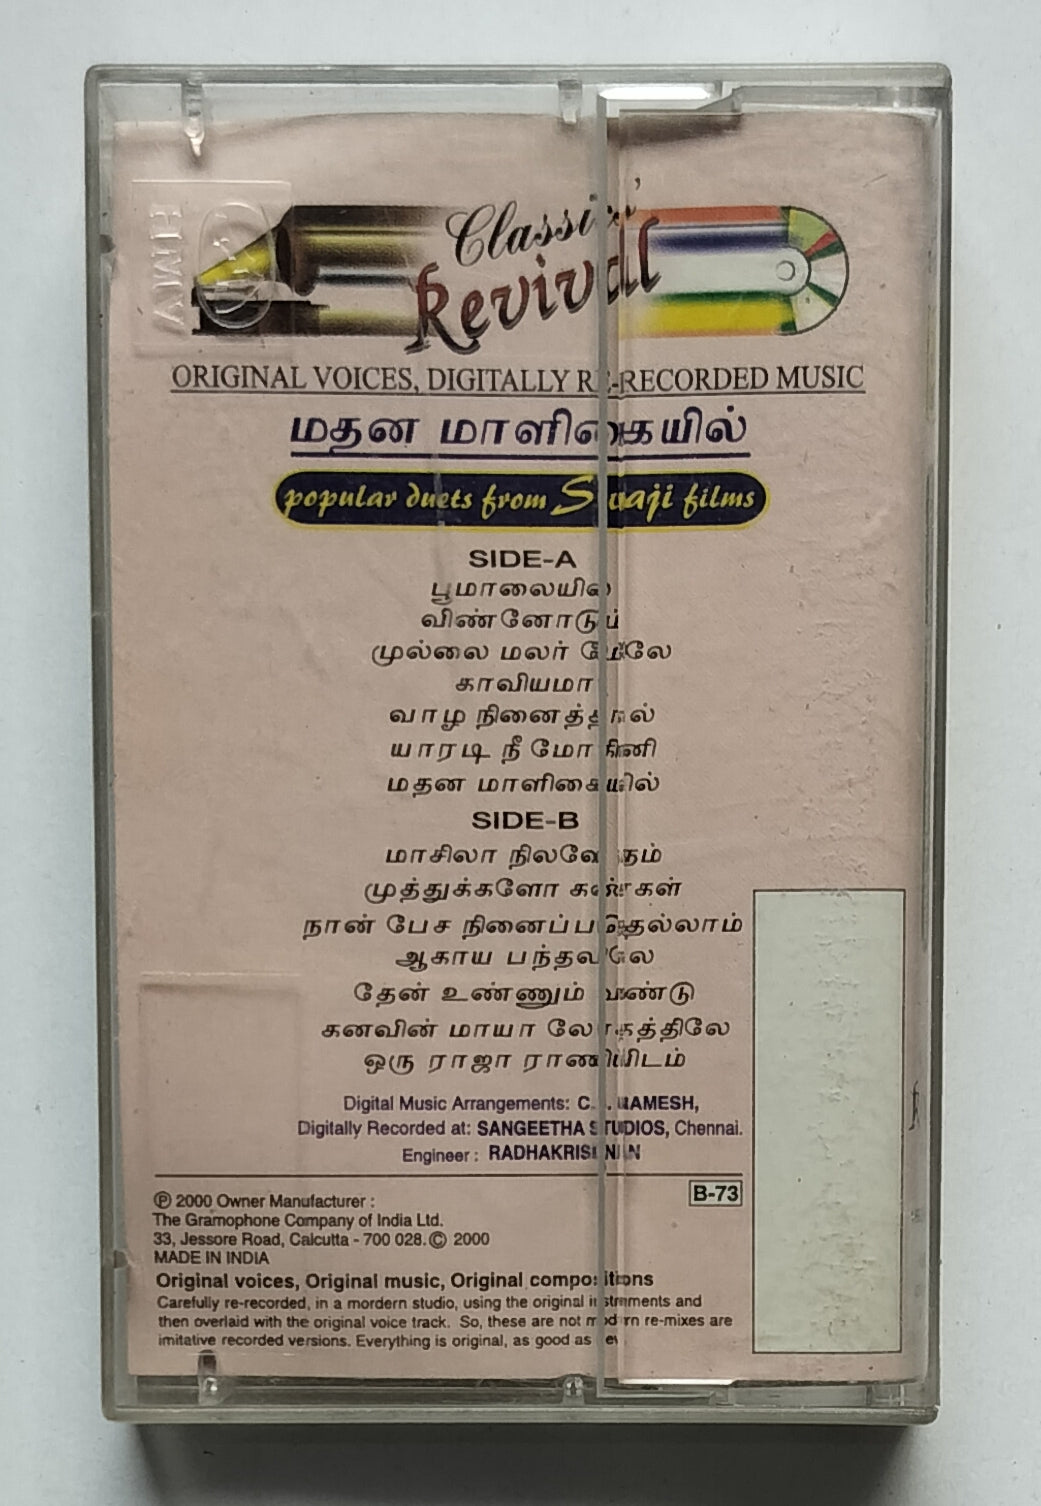 HMV
Classical
Revival
ORIGINAL VOICES, DIGITALLY RE-RECORDED MUSIC
மதன மாளிகையில்
popular duets from Sivaji films
SIDE-A
பூமாலையில்
விண்ணோடும்
முல்லை மலர் மேலே
காவியமா
வாழ நினைத்தால்
யாரடி நீ மோகினி
மதன மாளிகையில்
SIDE-B
மாசிலா நிலவே நம்
முத்துக்களோ கண்கள்
நான் பேச நினைப்பதெல்லாம்
ஆகாய பந்தலிலே
தேன் உண்ணும் வண்டு
கனவின் மாயா லோகத்திலே
ஒரு ராஜா ராணியிடம்
Digital Music Arrangements: RAMESH,
Digitally Recorded at: SANGEETHA STUDIOS, Chennai.
Engineer : RADHAKRISHNAN
B-73
℗ 2000 Owner Manufacturer :
The Gramophone Company of India Ltd.
33, Jessore Road, Calcutta - 700 028. © 2000
MADE IN INDIA
Original voices, Original music, Original compositions
Carefully re-recorded, in a mordern studio, using the original instruments and
then overlaid with the original voice track. So, these are not modern re-mixes are
imitative recorded versions. Everything is original, as good as